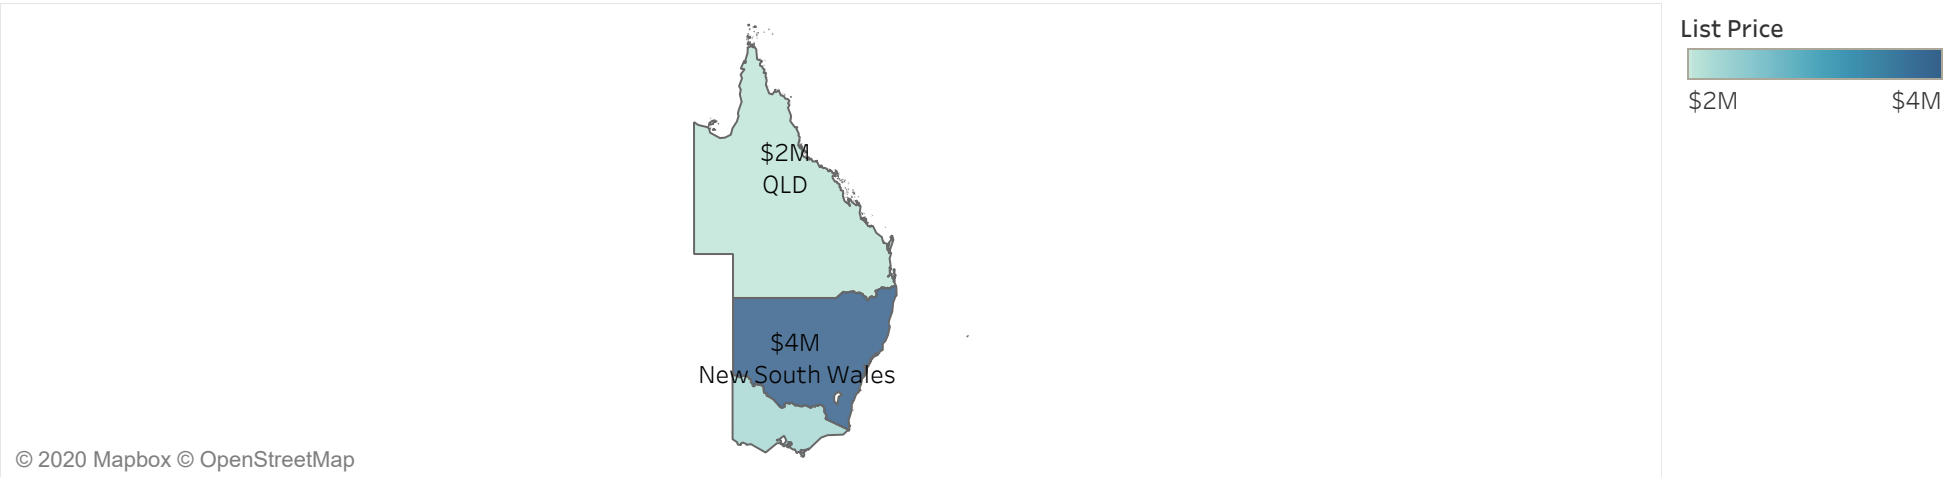 List Price
$2M
$4M
$2M
QLD
$4M
New South Wales
© 2020 Mapbox © OpenStreetMap